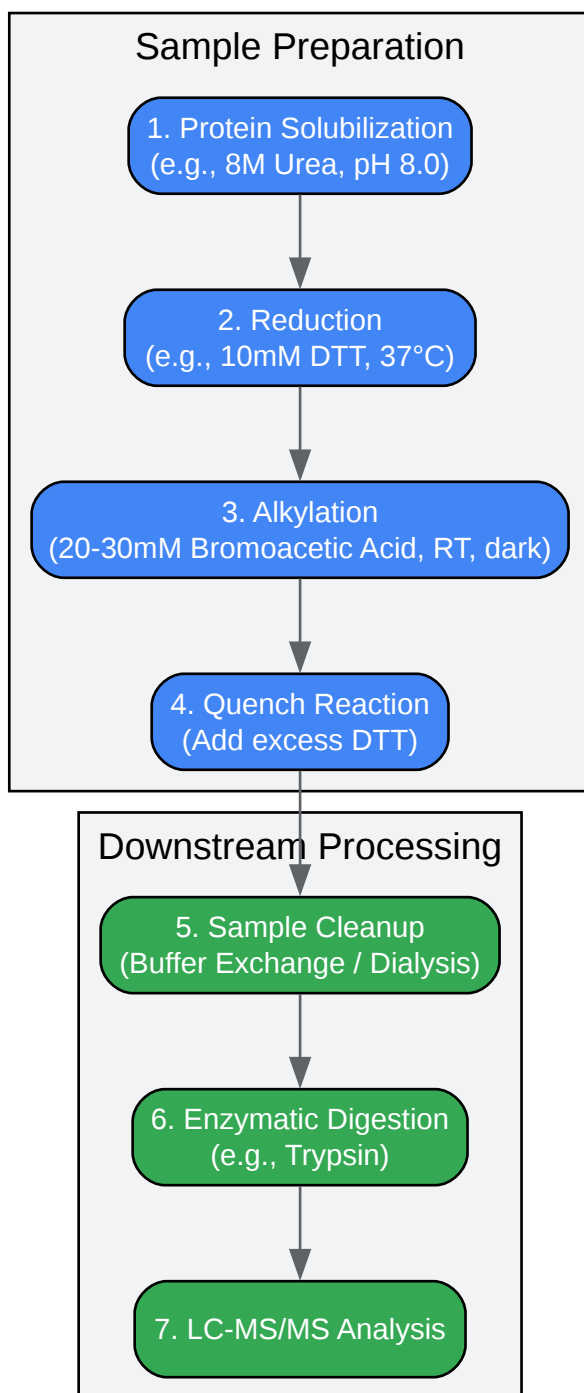 Sample Preparation
1. Protein Solubilization
(e.g., 8M Urea, pH 8.0)
2. Reduction
(e.g., 10mM DTT, 37°C)
3. Alkylation
(20-30mM Bromoacetic Acid, RT, dark)
4. Quench Reaction
(Add excess DTT)
Downstream Processing
5. Sample Cleanup
(Buffer Exchange / Dialysis)
6. Enzymatic Digestion
(e.g., Trypsin)
7. LC-MS/MS Analysis